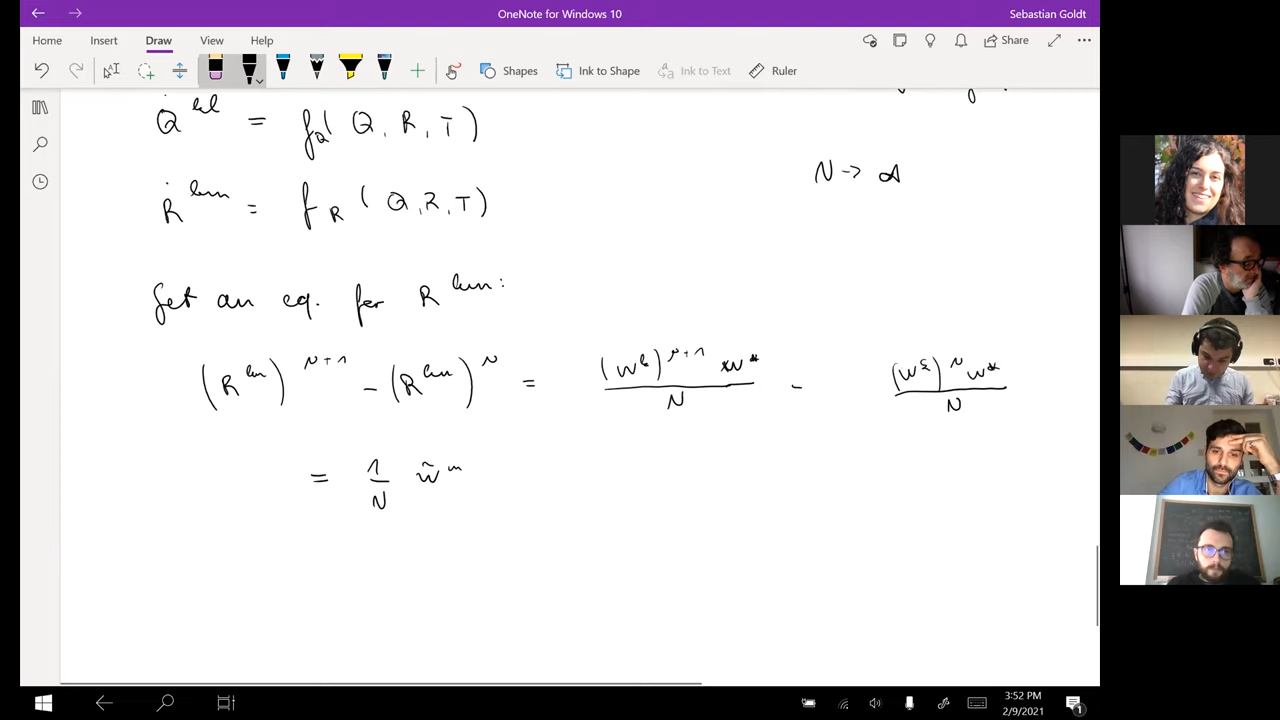 OneNote for Windows 10
Sebastian Goldt
Home Insert Draw View Help
Share
Shapes Ink to Shape Ink to Text Ruler
Q̇^{kl} = f_Q ( Q, R, T )
N → ∞
Ṙ^{km} = f_R ( Q, R, T )
Get an eq. for R^{km}:
(R^{km})^{μ+1} - (R^{km})^{μ} = (w^k)^{μ+1} w* / N - (w^k)^{μ} w* / N
= 1/N w̃^m
3:52 PM
2/9/2021
1